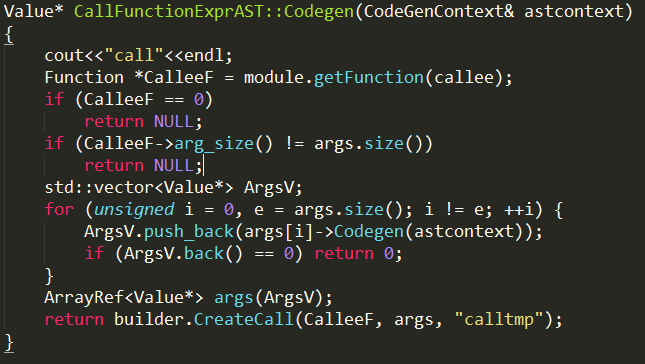 Value* CallFunctionExprAST::Codegen(CodeGenContext& astcontext)
{
    cout<<"call"<<endl;
    Function *CalleeF = module.getFunction(callee);
    if (CalleeF == 0)
        return NULL;
    if (CalleeF->arg_size() != args.size())
        return NULL;
    std::vector<Value*> ArgsV;
    for (unsigned i = 0, e = args.size(); i != e; ++i) {
        ArgsV.push_back(args[i]->Codegen(astcontext));
        if (ArgsV.back() == 0) return 0;
    }
    ArrayRef<Value*> args(ArgsV);
    return builder.CreateCall(CalleeF, args, "calltmp");
}